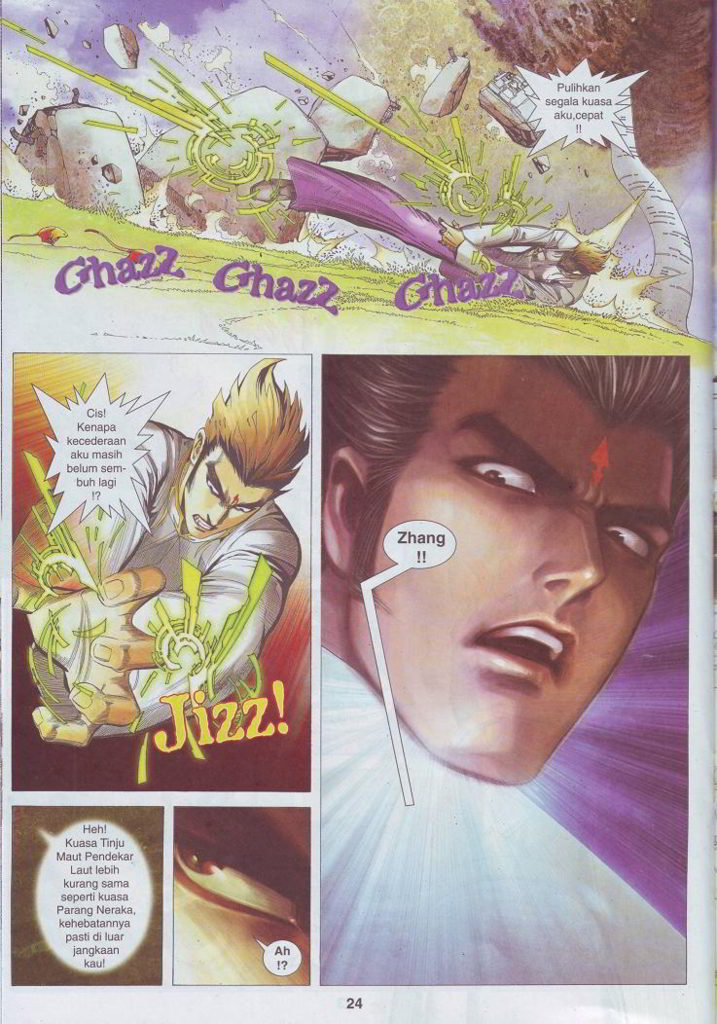 Pulihkan
segala kuasa
aku,cepat
!!
Ghazz Ghazz Ghazz
Cis!
Kenapa
kecederaan
aku masih
belum sem-
buh lagi
!?
Jizz!
Zhang
!!
Heh!
Kuasa Tinju
Maut Pendekar
Laut lebih
kurang sama
seperti kuasa
Parang Neraka,
kehebatannya
pasti di luar
jangkaan
kau!
Ah
!?
24